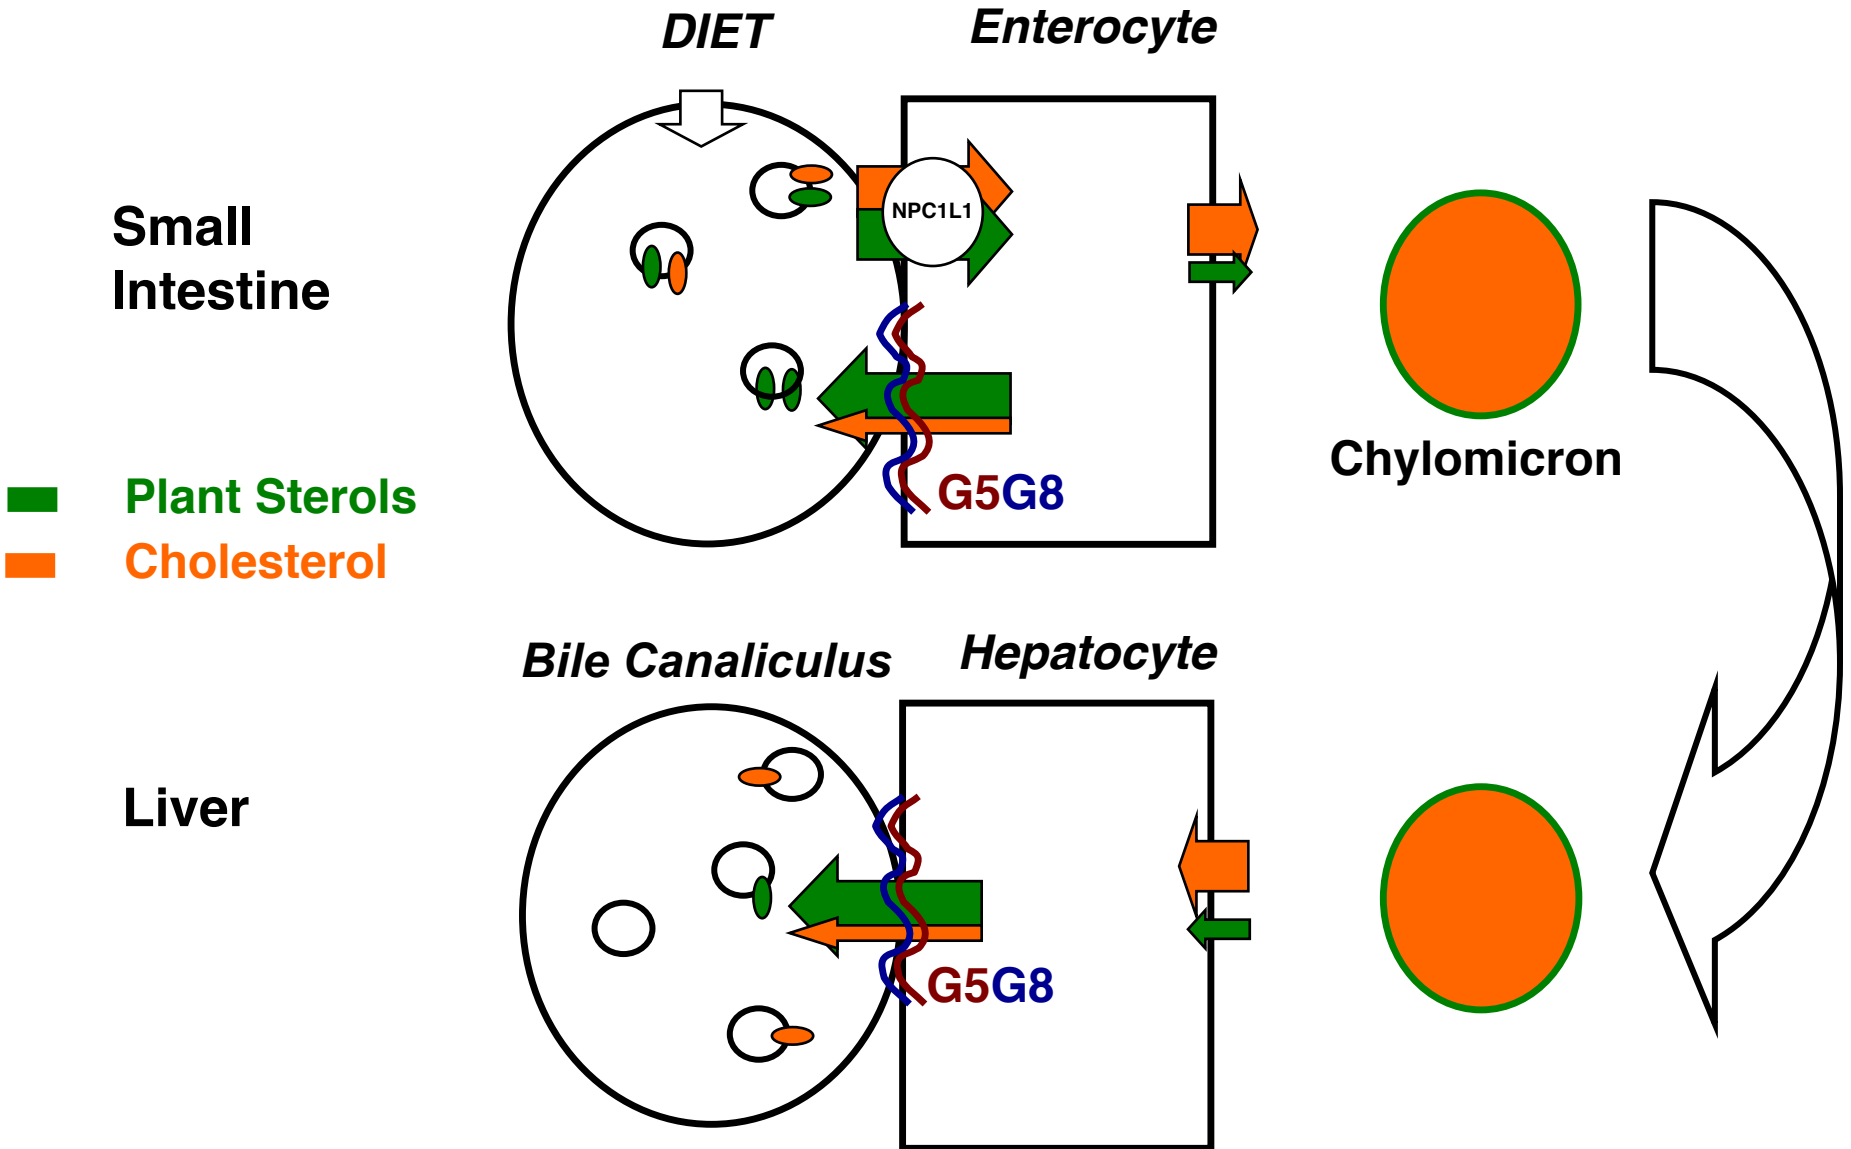 DIET
Enterocyte
Small
Intestine
NPC1L1
Chylomicron
G5G8
Plant Sterols
Cholesterol
Bile Canaliculus
Hepatocyte
Liver
G5G8